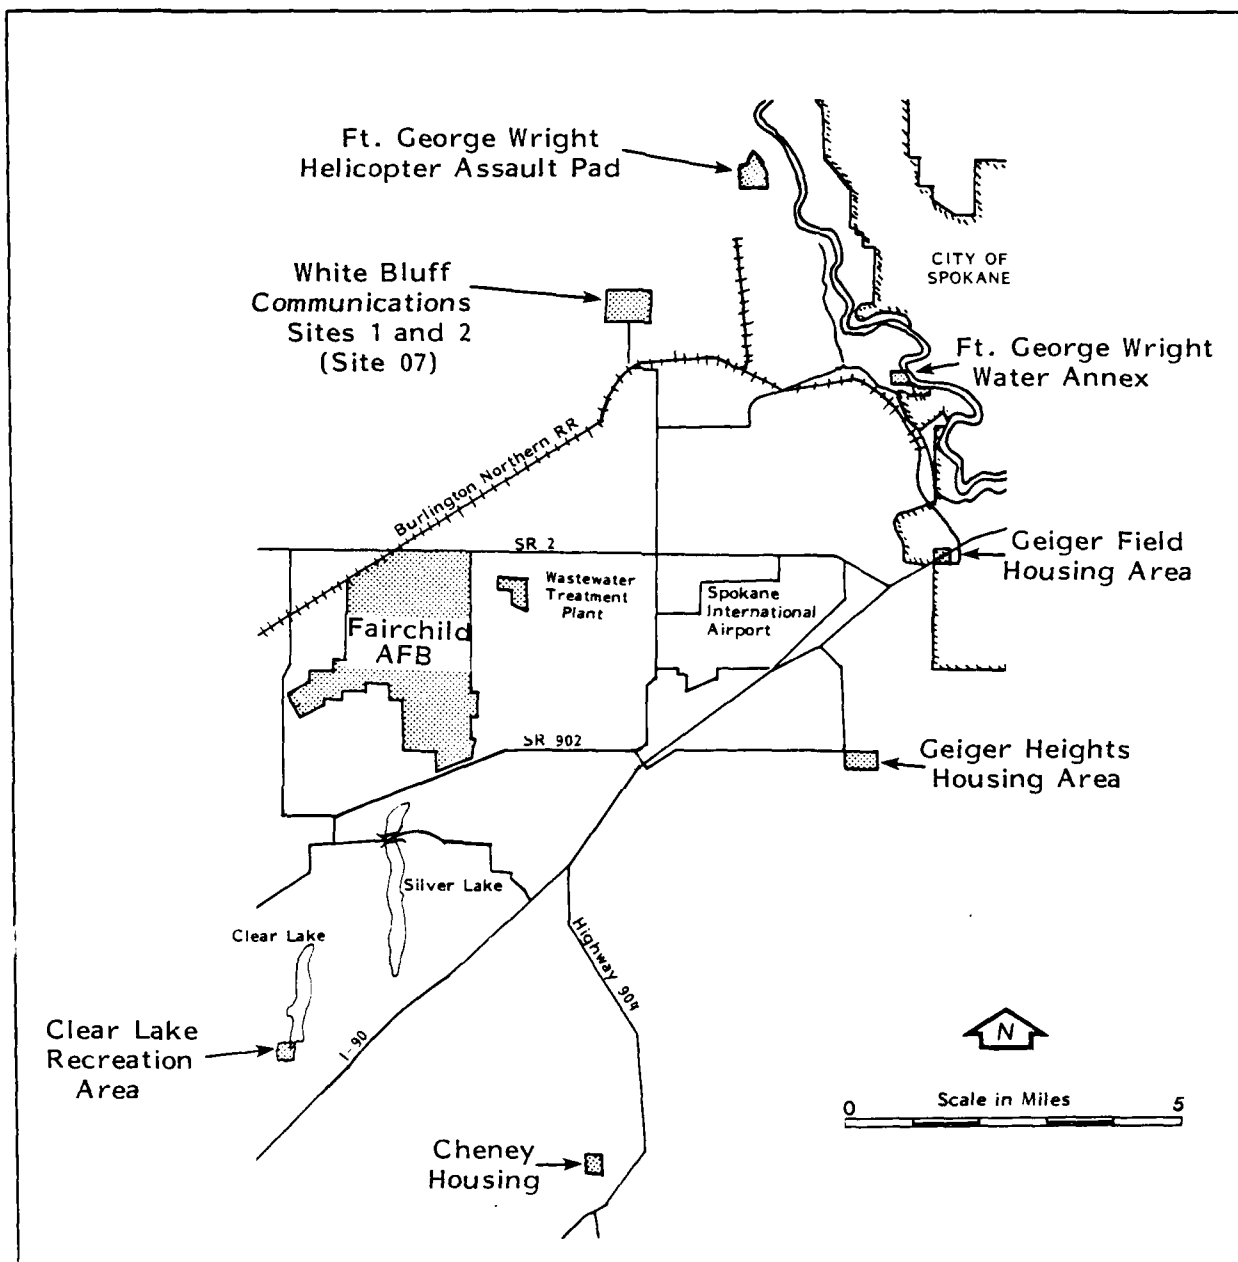 Ft. George Wright
Helicopter Assault Pad
CITY OF
SPOKANE
White Bluff
Communications
Sites 1 and 2
(Site 07)
Ft. George Wright
Water Annex
Burlington Northern RR
SR 2
Geiger Field
Housing Area
Wastewater
Treatment
Plant
Spokane
International
Airport
Fairchild
AFB
SR 902
Geiger Heights
Housing Area
Silver Lake
Clear Lake
Highway 904
Clear Lake
Recreation
Area
I-90
N
Scale in Miles
0 5
Cheney
Housing